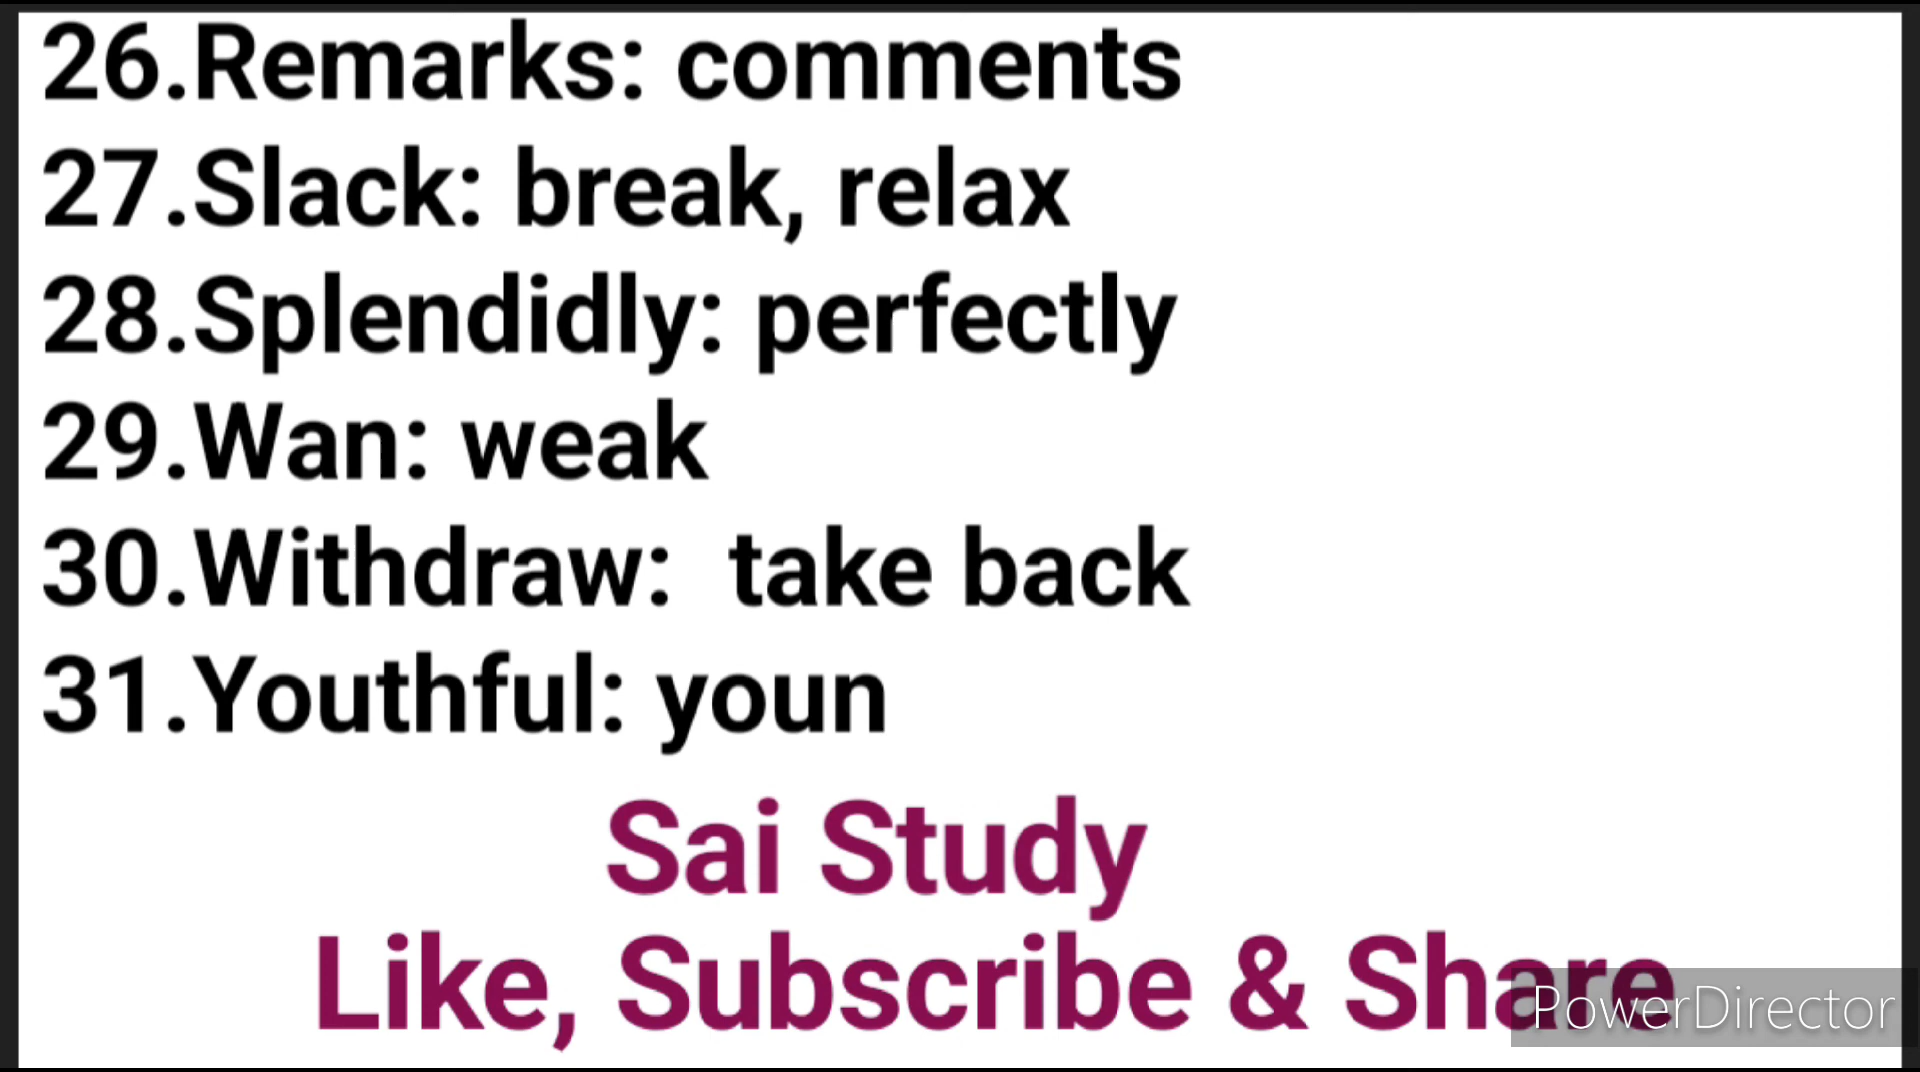 26.Remarks: comments
27.Slack: break, relax
28.Splendidly: perfectly
29.Wan: weak
30.Withdraw: take back
31.Youthful: youn
Sai Study
Like, Subscribe & Share
PowerDirector